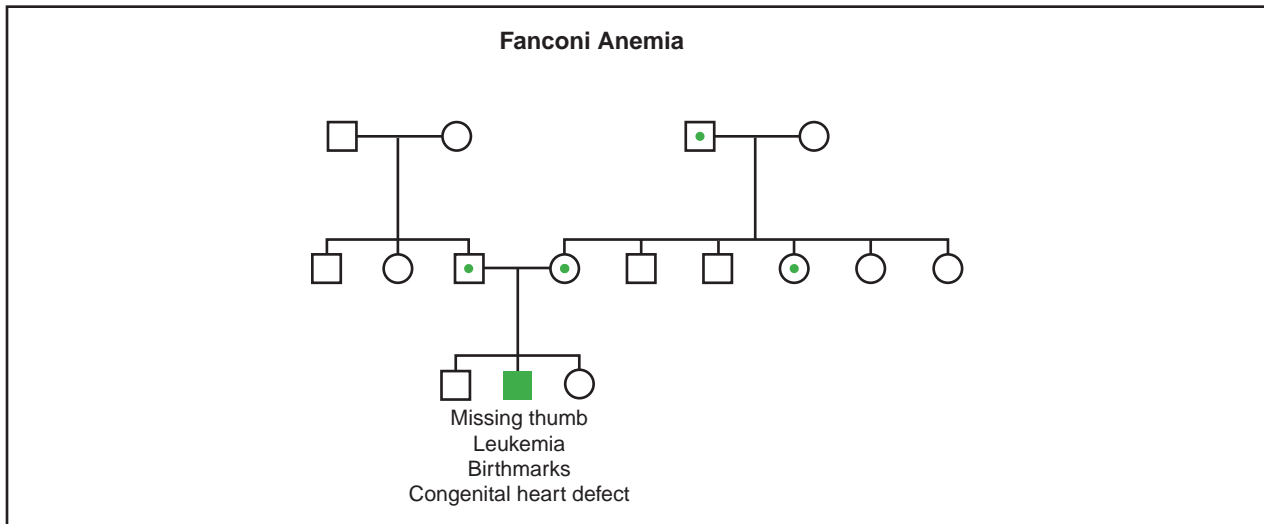 Fanconi Anemia
Missing thumb
Leukemia
Birthmarks
Congenital heart defect